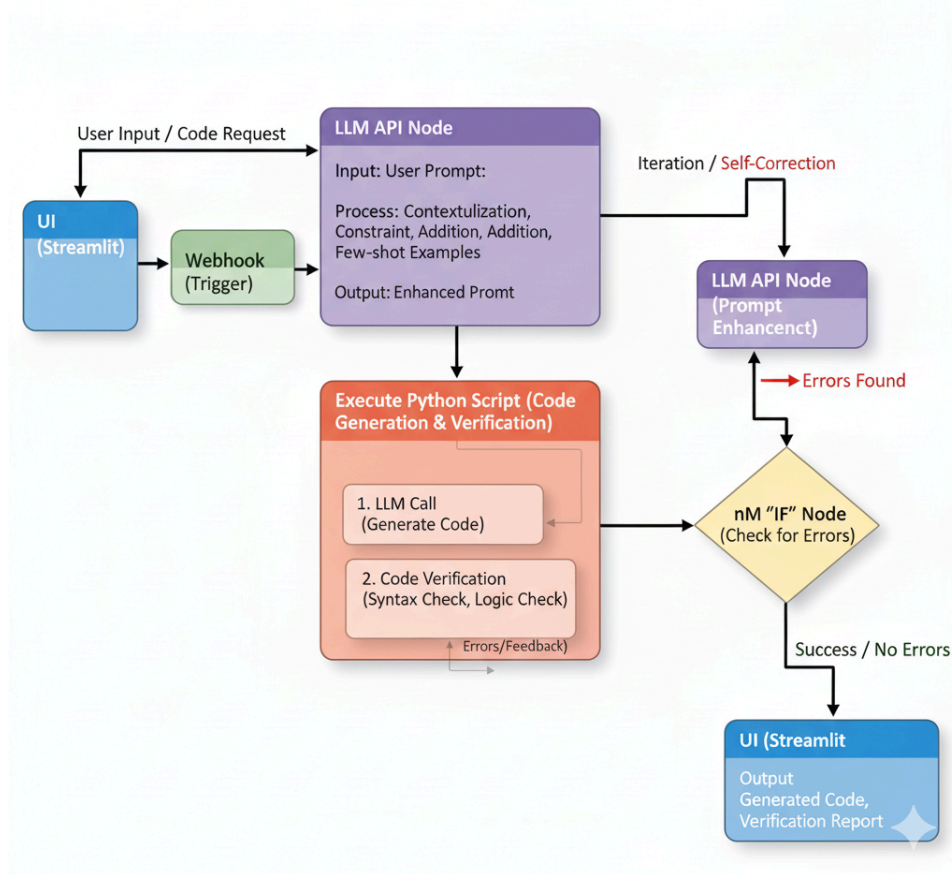 User Input / Code Request
UI
(Streamlit)
Webhook
(Trigger)
LLM API Node
Input: User Prompt:
Process: Contextulization,
Constraint, Addition, Addition,
Few-shot Examples
Output: Enhanced Promt
Iteration / Self-Correction
LLM API Node
(Prompt
Enhancenct)
Errors Found
Execute Python Script (Code
Generation & Verification)
1. LLM Call
(Generate Code)
2. Code Verification
(Syntax Check, Logic Check)
Errors/Feedback)
nM "IF" Node
(Check for Errors)
Success / No Errors
UI (Streamlit
Output
Generated Code,
Verification Report